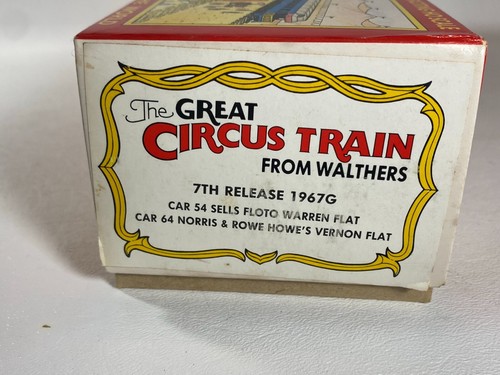 The GREAT
CIRCUS TRAIN
FROM WALTHERS
7TH RELEASE 1967G
CAR 54 SELLS FLOTO WARREN FLAT
CAR 64 NORRIS & ROWE HOWE'S VERNON FLAT